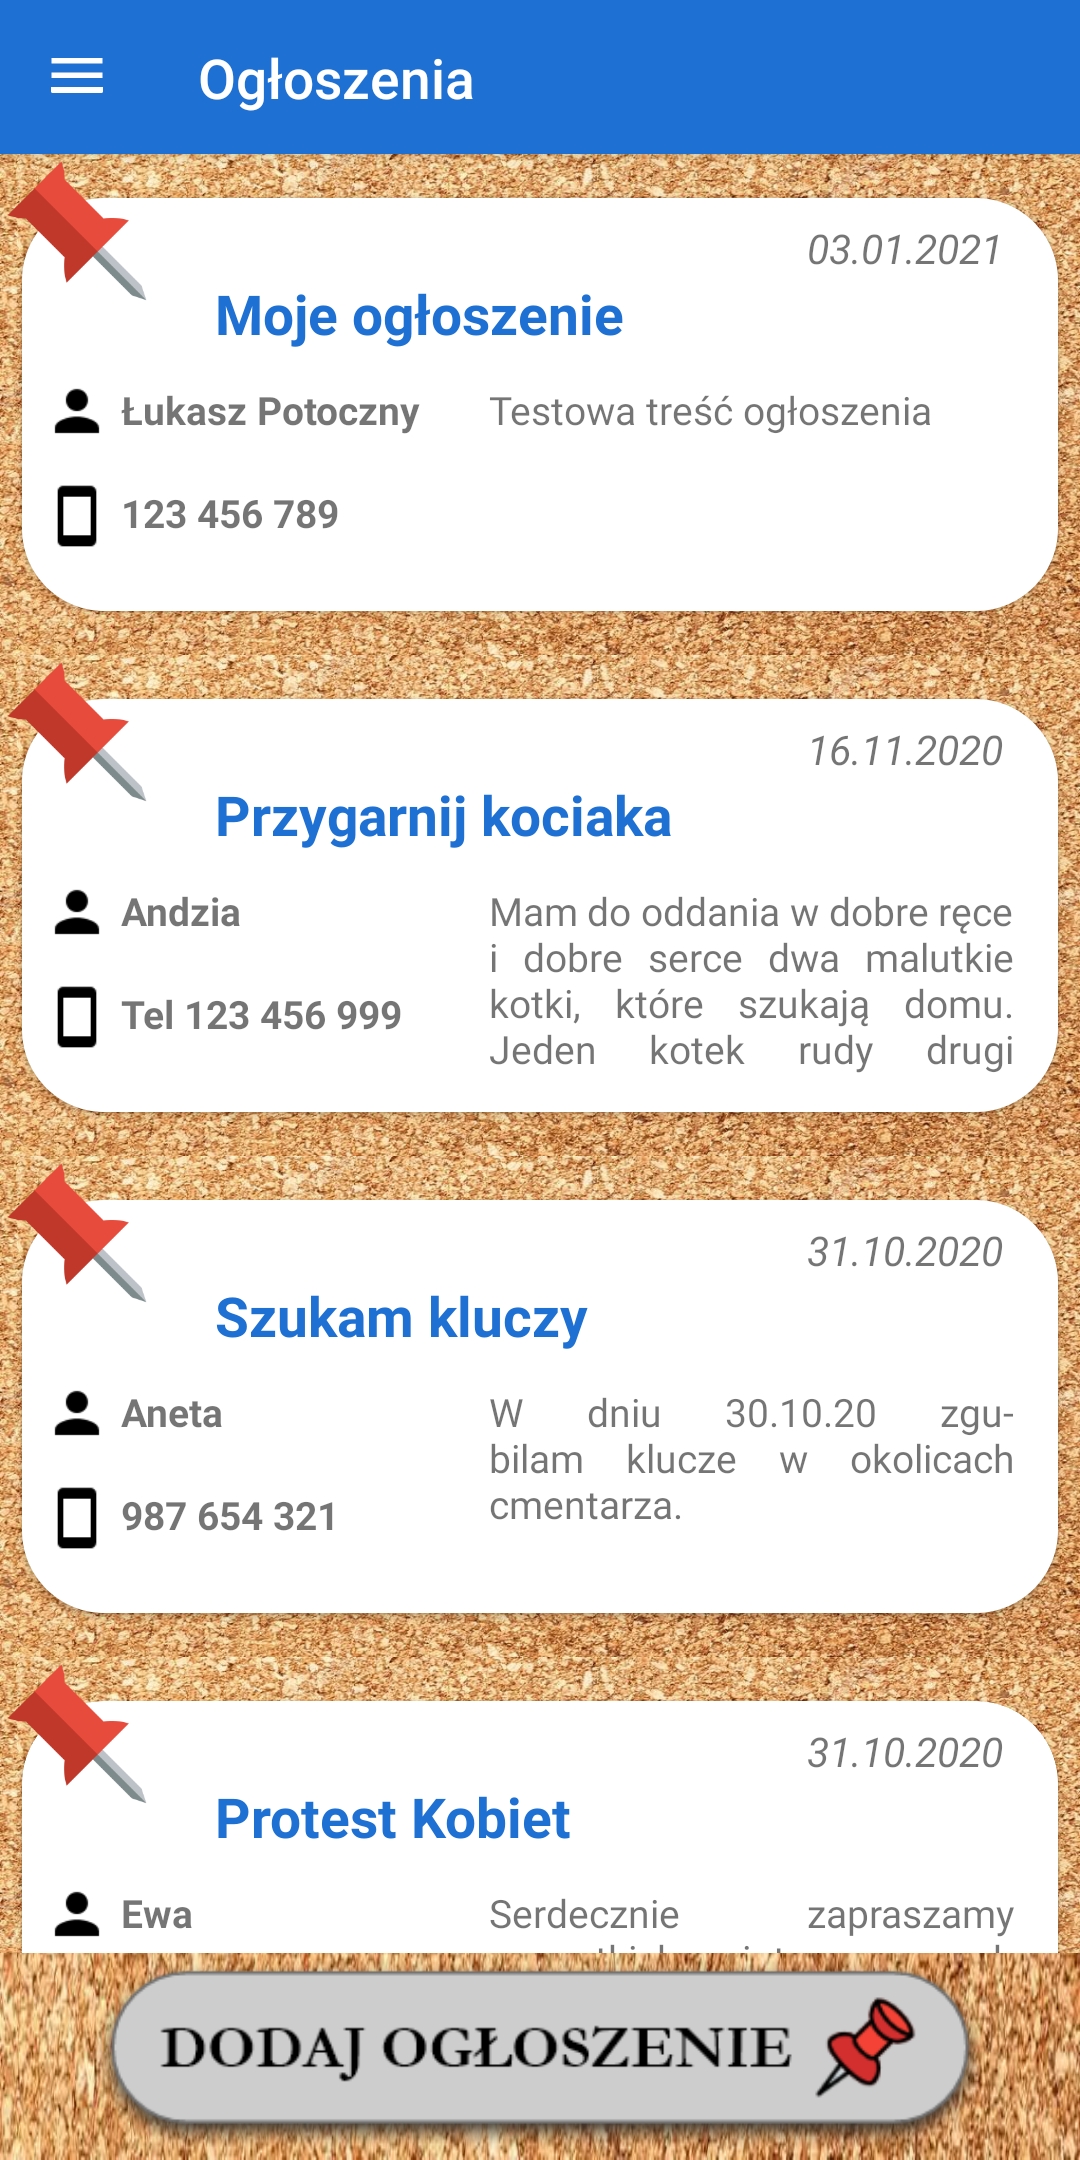 Ogłoszenia
03.01.2021
Moje ogłoszenie
Łukasz Potoczny
Testowa treść ogłoszenia
123 456 789
16.11.2020
Przygarnij kociaka
Andzia
Mam do oddania w dobre ręce
i dobre serce dwa malutkie
kotki, które szukają domu.
Jeden kotek rudy drugi
Tel 123 456 999
31.10.2020
Szukam kluczy
Aneta
W dniu 30.10.20 zgu-
bilam klucze w okolicach
cmentarza.
987 654 321
31.10.2020
Protest Kobiet
Ewa
Serdecznie zapraszamy
DODAJ OGŁOSZENIE